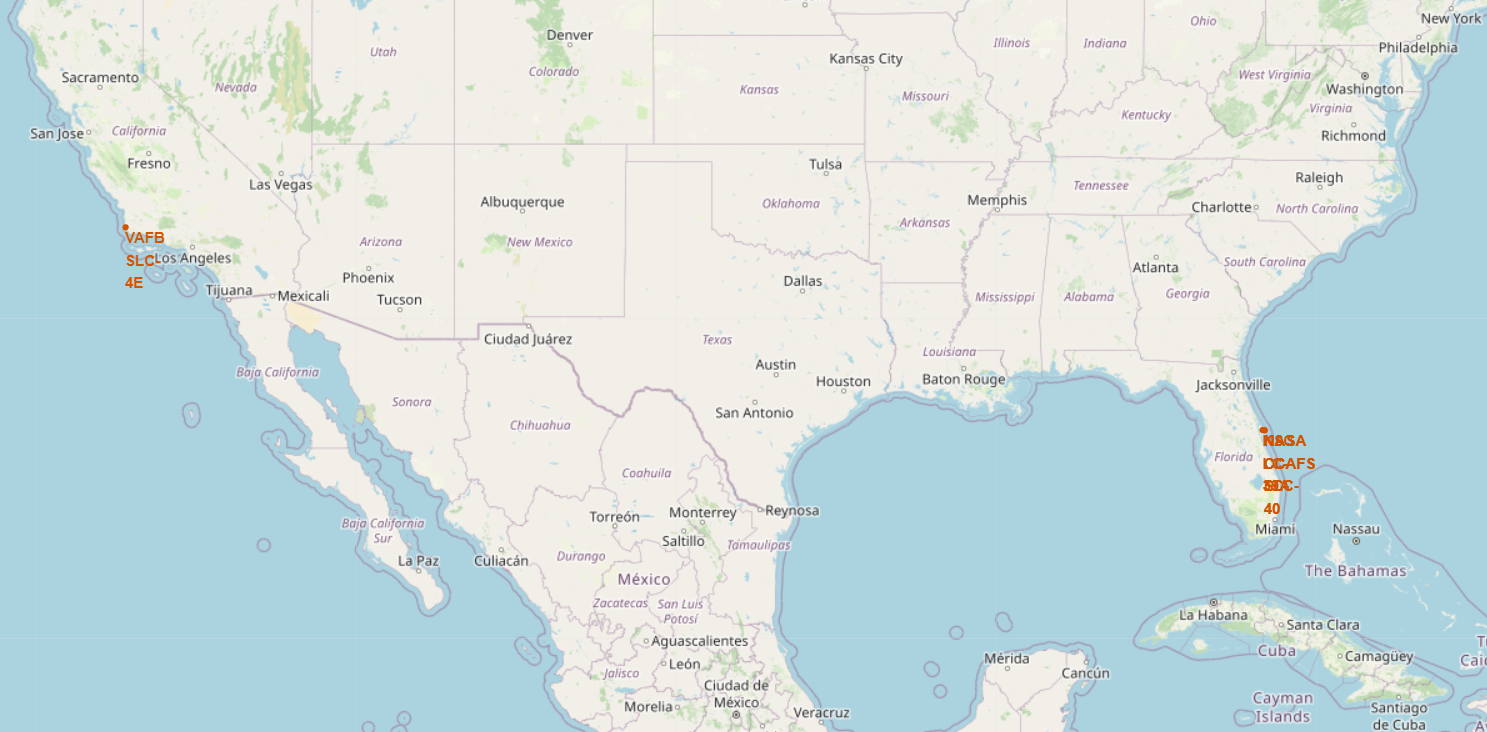 New York
Ohio
Denver
Illinois
Indiana
Philadelphia
Utah
Kansas City
Colorado
Sacramento
West Virginia
Nevada
Kansas
Washington
Missouri
Virginia
Kentucky
San Jose
California
Richmond
Fresno
Tulsa
Las Vegas
Tennessee
Raleigh
Albuquerque
Memphis
Oklahoma
Charlotte
North Carolina
Arkansas
VAFB
SLC-
4E
Arizona
New Mexico
Los Angeles
South Carolina
Atlanta
Phoenix
Dallas
Tijuana
Mexicali
Tucson
Mississippi
Alabama
Georgia
Ciudad Juárez
Texas
Louisiana
Austin
Baja California
Houston
Baton Rouge
Jacksonville
Sonora
San Antonio
Chihuahua
NASA
CCAFS
SLC-
40
Florida
Coahuila
Reynosa
Monterrey
Torreón
Baja California
Sur
Saltillo
Tamaulipas
Miami
Nassau
La Paz
Culiacán
Durango
The Bahamas
México
Zacatecas
San Luis
Potosí
La Habana
Santa Clara
Aguascalientes
Cuba
Camagüey
Mérida
León
Jalisco
Cancún
Ciudad de
México
Morelia
Veracruz
Cayman
Islands
Santiago
de Cuba